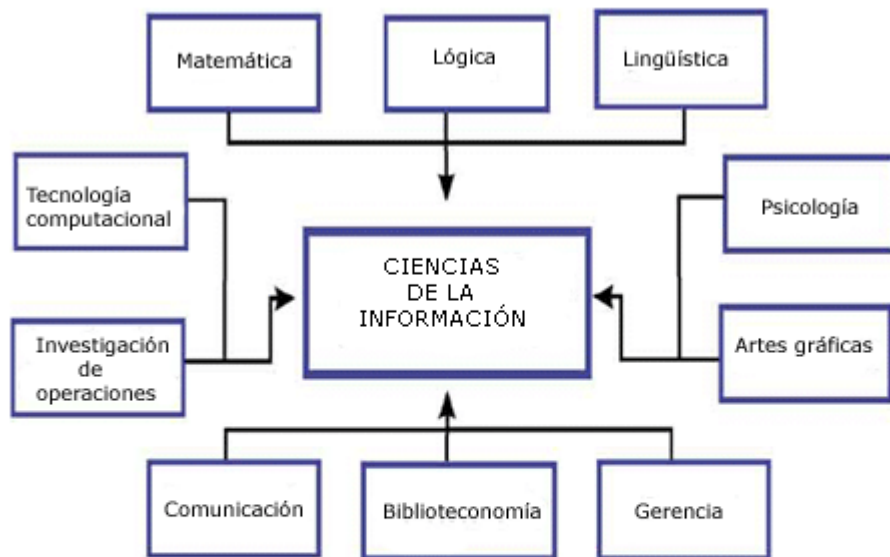 Matemática
Lógica
Lingüística
Tecnología
computacional
Psicología
CIENCIAS
DE LA
INFORMACIÓN
Investigación
de
operaciones
Artes gráficas
Comunicación
Biblioteconomía
Gerencia